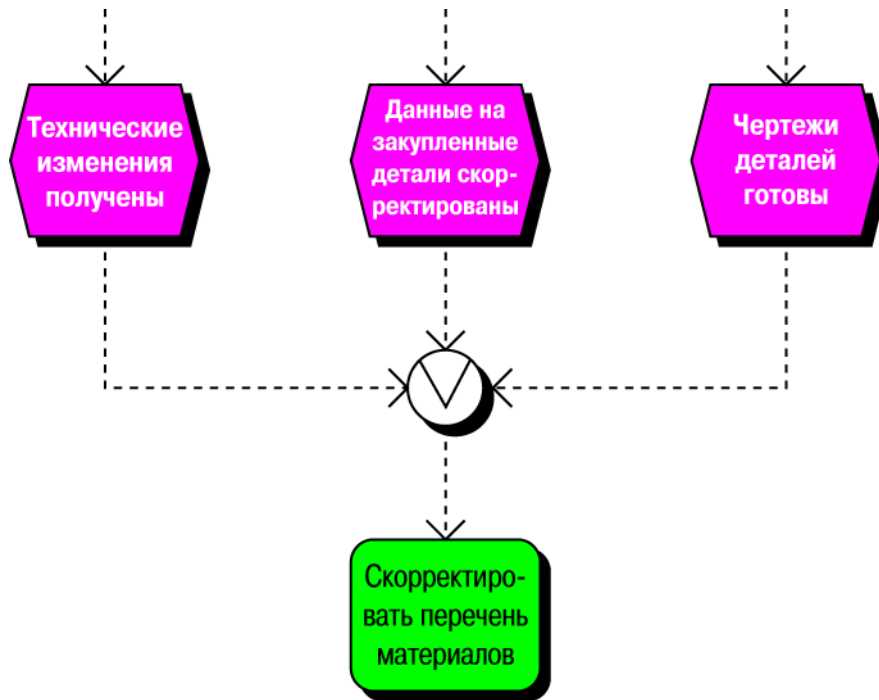 Технические
изменения
получены
Данные на
закупленные
детали скор-
ректированы
Чертежи
деталей
готовы
Скорректиро-
вать перечень
материалов